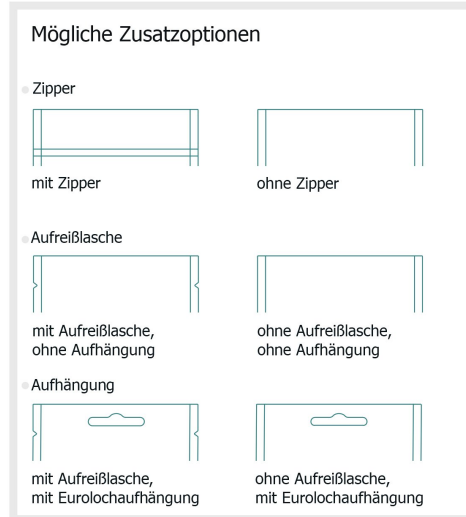 Mögliche Zusatzoptionen
Zipper
mit Zipper
ohne Zipper
Aufreißlasche
mit Aufreißlasche,
ohne Aufhängung
ohne Aufreißlasche,
ohne Aufhängung
Aufhängung
mit Aufreißlasche,
mit Eurolochaufhängung
ohne Aufreißlasche,
mit Eurolochaufhängung